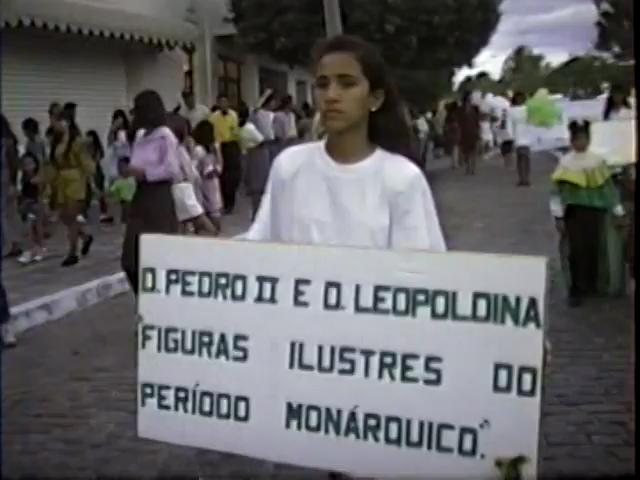 D. PEDRO II E D. LEOPOLDINA
"FIGURAS ILUSTRES DO
PERÍODO MONÁRQUICO."